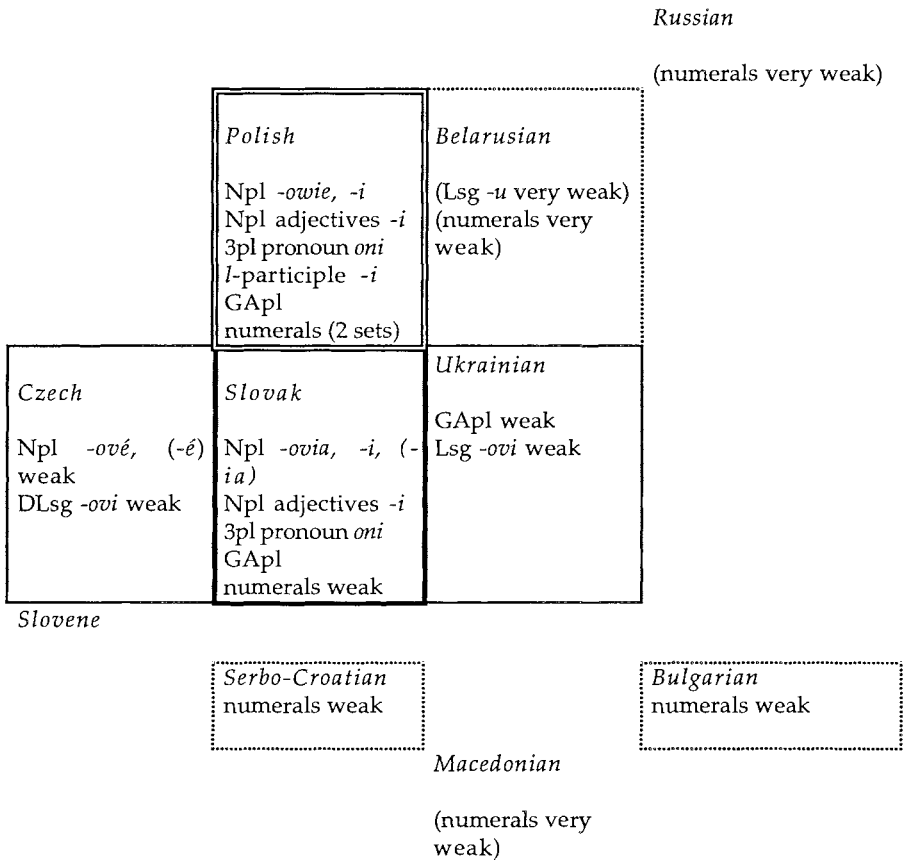 Russian
(numerals very weak)
Polish
Npl -owie, -i
Npl adjectives -i
3pl pronoun oni
l-participle -i
GApl
numerals (2 sets)
Belarusian
(Lsg -u very weak)
(numerals very
weak)
Czech
Npl -ové, (-é)
weak
DLsg -ovi weak
Slovak
Npl -ovia, -i, (-
ia)
Npl adjectives -i
3pl pronoun oni
GApl
numerals weak
Ukrainian
GApl weak
Lsg -ovi weak
Slovene
Serbo-Croatian
numerals weak
Bulgarian
numerals weak
Macedonian
(numerals very
weak)